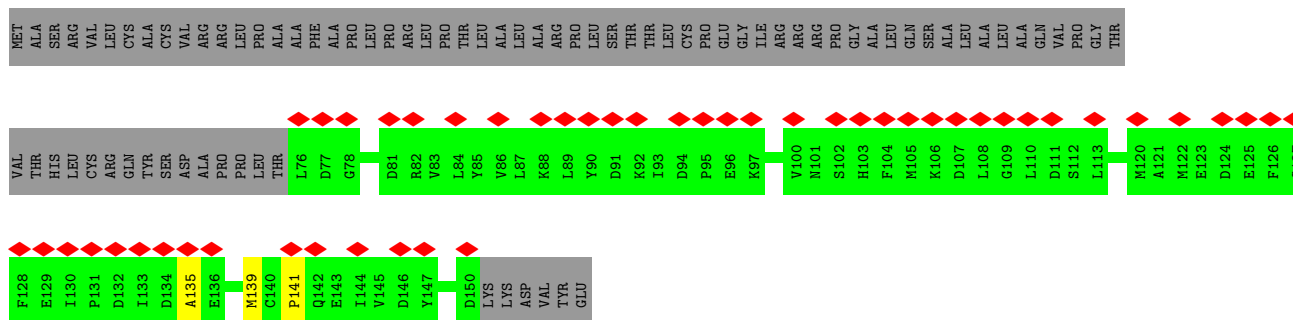 MET ALA SER ARG VAL LEU CYS ALA CYS VAL ARG ARG LEU PRO ALA ALA PHE ALA PRO LEU PRO ARG LEU PRO THR LEU ALA LEU ALA ARG PRO LEU SER THR THR LEU CYS PRO GLU GLY ILE ARG ARG ARG PRO GLY ALA LEU GLN SER ALA LEU ALA LEU ALA GLN VAL PRO GLY THR
VAL THR HIS LEU CYS ARG GLN TYR SER ASP ALA PRO PRO LEU THR L76 D77 G78 D81 R82 V83 L84 Y85 V86 L87 K88 L89 Y90 D91 K92 I93 D94 P95 E96 K97 V100 N101 S102 H103 F104 M105 K106 D107 L108 G109 L110 D111 S112 L113 M120 A121 M122 E123 D124 E125 F126
F128 E129 I130 P131 D132 I133 D134 A135 E136 M139 C140 P141 Q142 E143 I144 V145 D146 Y147 D150 LYS LYS ASP VAL TYR GLU